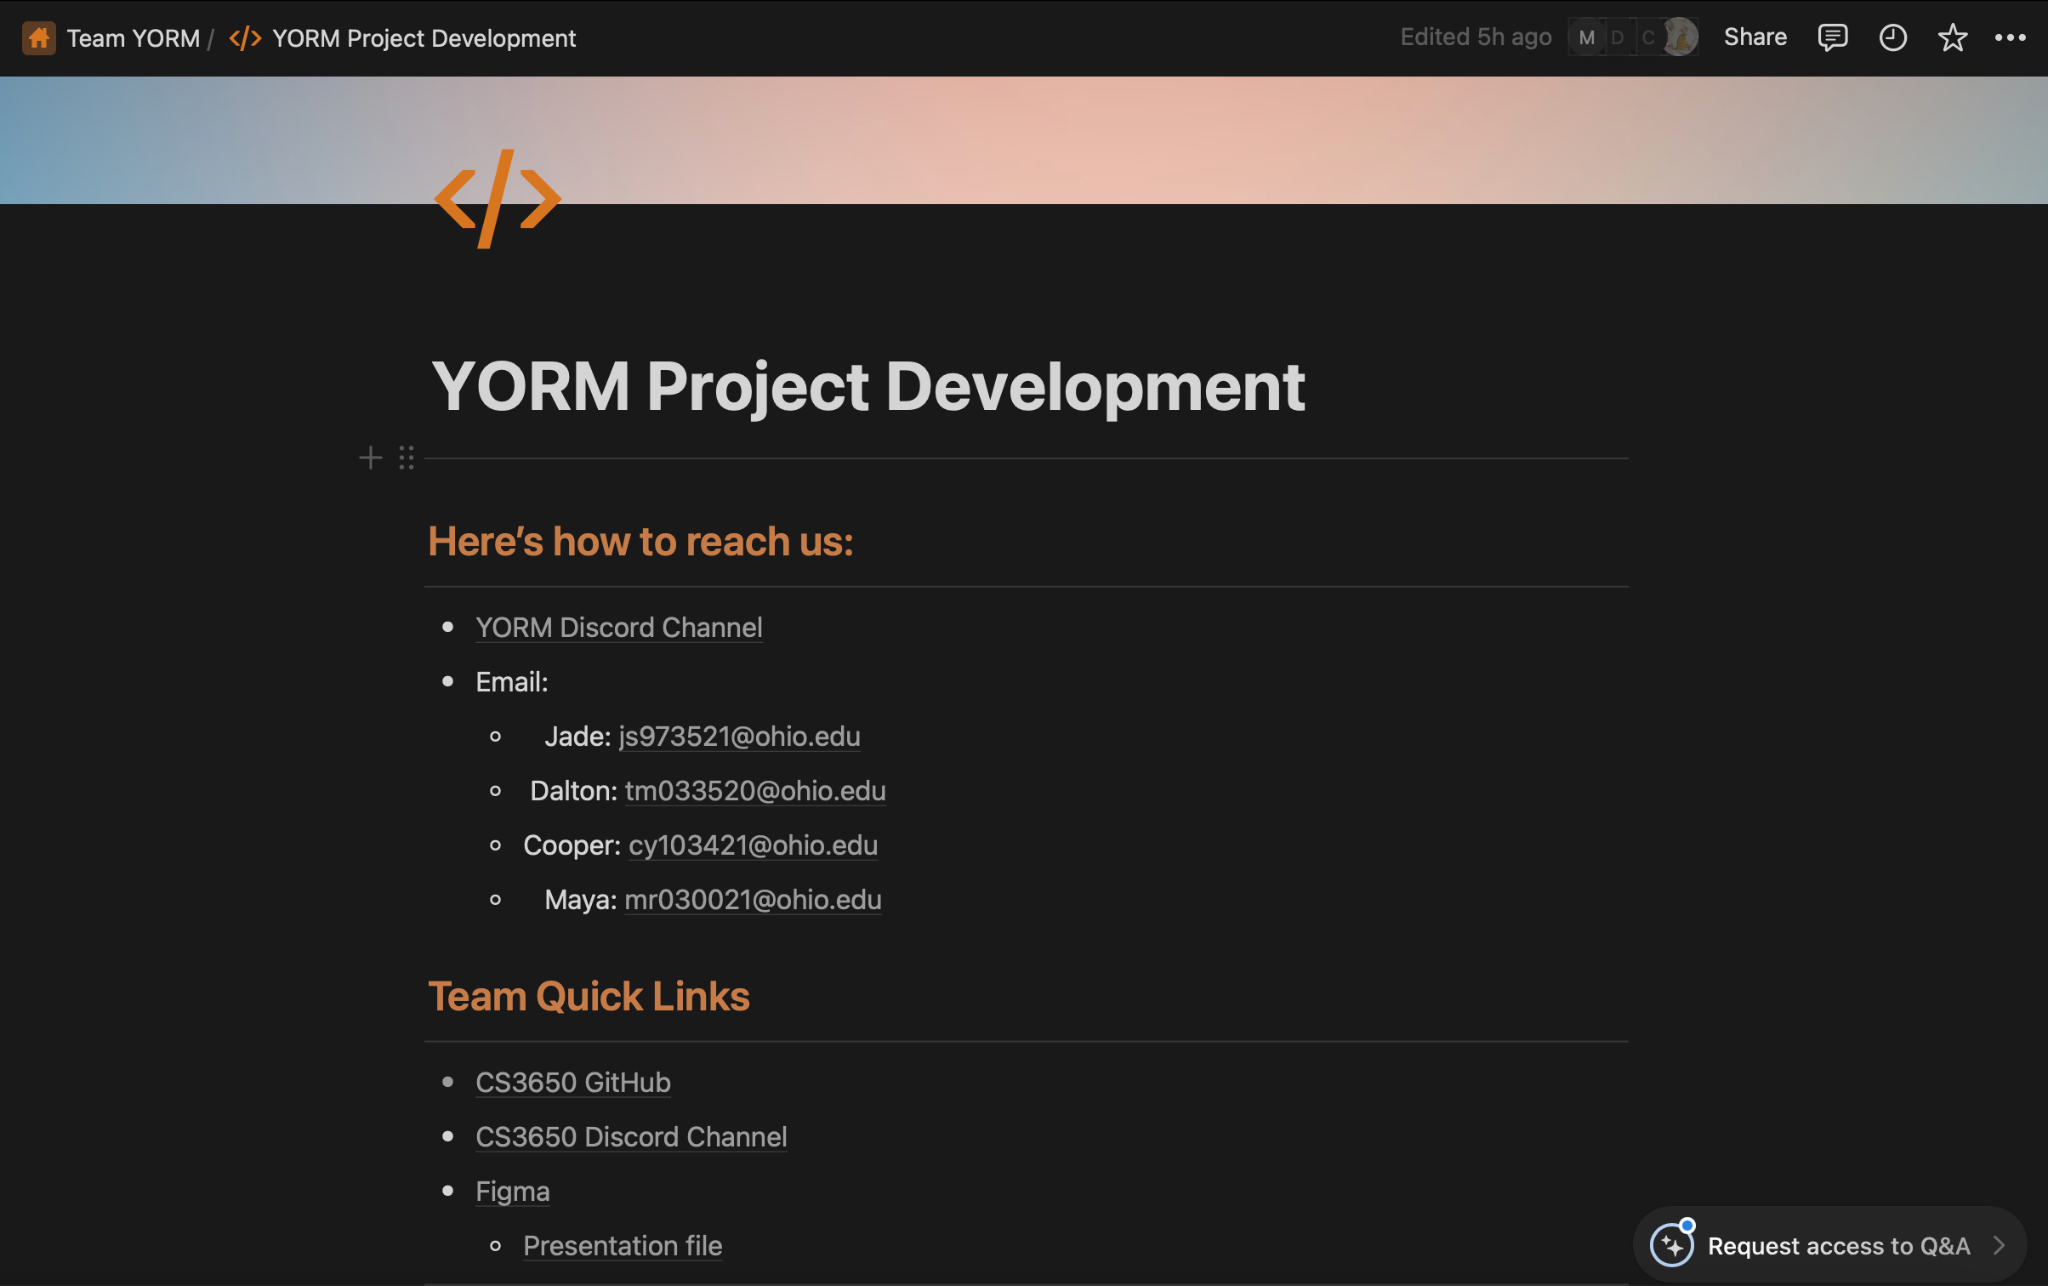 Team YORM / </> YORM Project Development
Edited 5h ago M D C Share
</>
YORM Project Development
Here’s how to reach us:
YORM Discord Channel
Email:
Jade: js973521@ohio.edu
Dalton: tm033520@ohio.edu
Cooper: cy103421@ohio.edu
Maya: mr030021@ohio.edu
Team Quick Links
CS3650 GitHub
CS3650 Discord Channel
Figma
Presentation file
Request access to Q&A